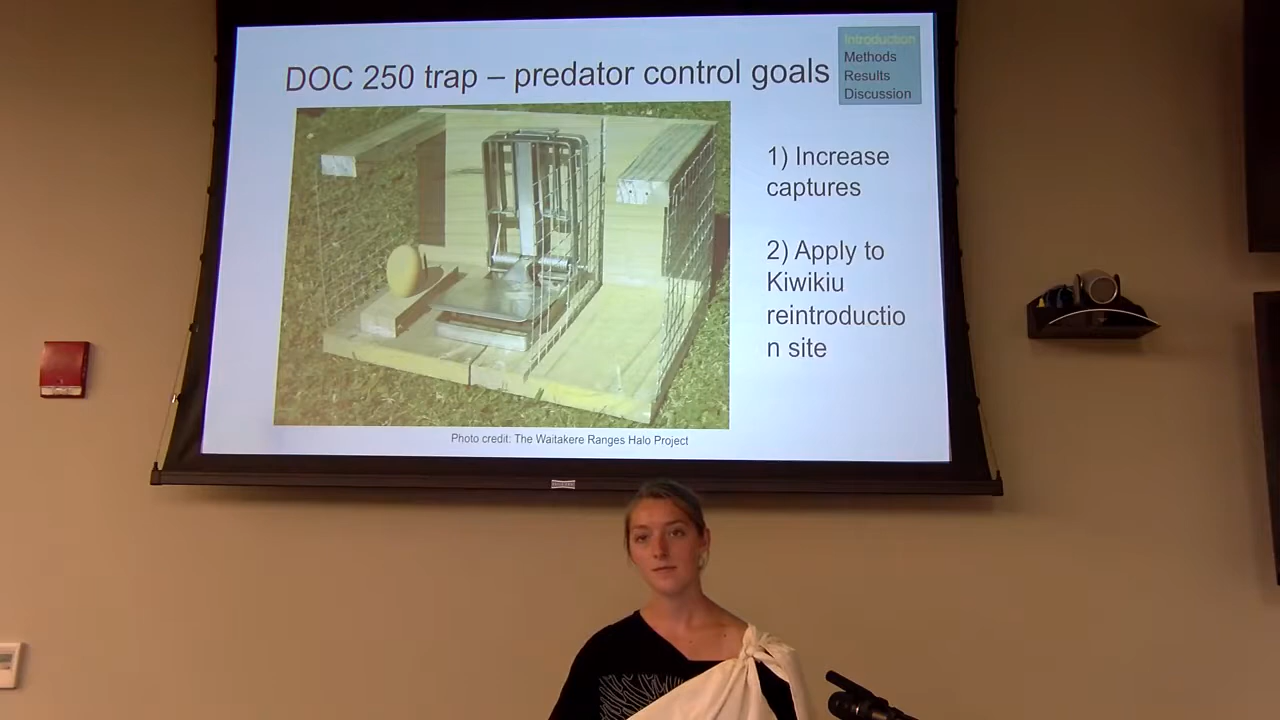 DOC 250 trap – predator control goals
Introduction
Methods
Results
Discussion
1) Increase
captures
2) Apply to
Kiwikiu
reintroductio
n site
Photo credit: The Waitakere Ranges Halo Project